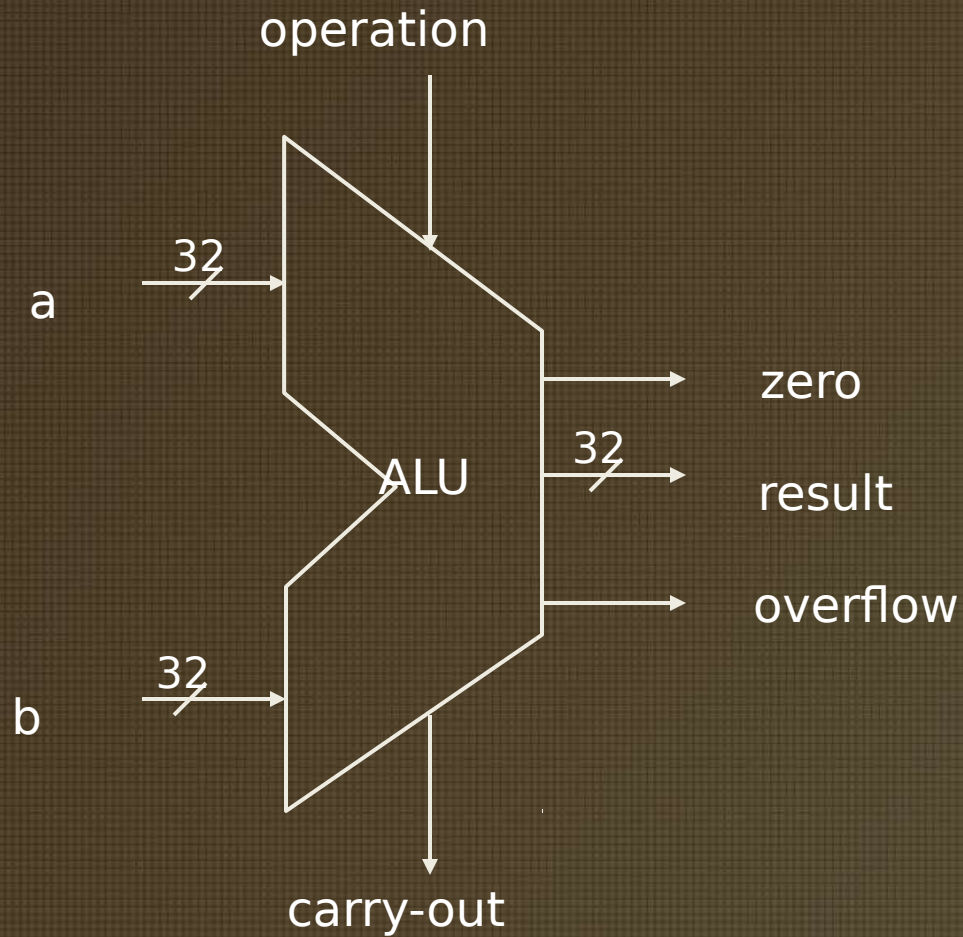 operation
32
a
zero
32
ALU
result
overflow
32
b
carry-out